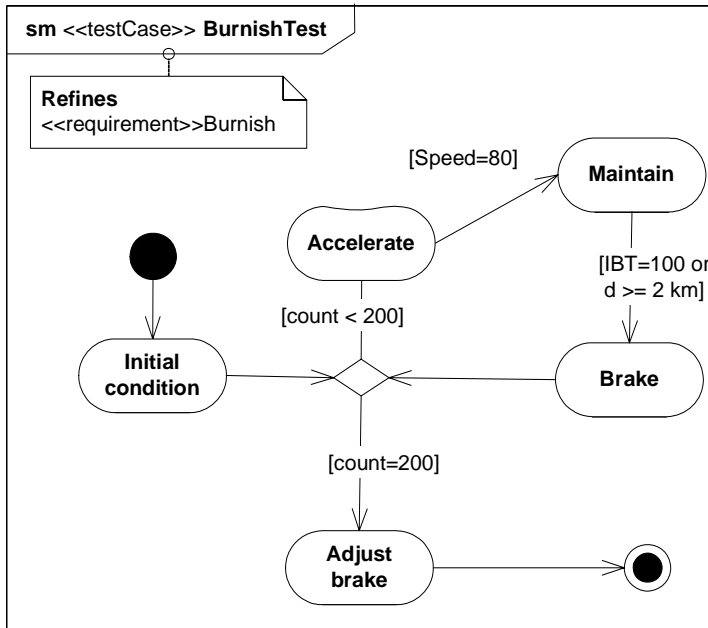 sm <<testCase>> BurnishTest
Refines
<<requirement>>Burnish
[Speed=80]
Maintain
Accelerate
[IBT=100 or
d >= 2 km]
[count < 200]
Initial
condition
Brake
[count=200]
Adjust
brake